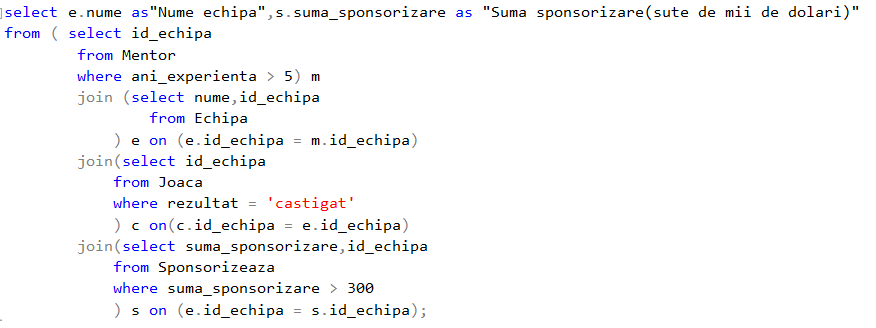 select e.nume as"Nume echipa",s.suma_sponsorizare as "Suma sponsorizare(sute de mii de dolari)"
from ( select id_echipa
from Mentor
where ani_experienta > 5) m
join (select nume,id_echipa
from Echipa
) e on (e.id_echipa = m.id_echipa)
join(select id_echipa
from Joaca
where rezultat = 'castigat'
) c on(c.id_echipa = e.id_echipa)
join(select suma_sponsorizare,id_echipa
from Sponsorizeaza
where suma_sponsorizare > 300
) s on (e.id_echipa = s.id_echipa);